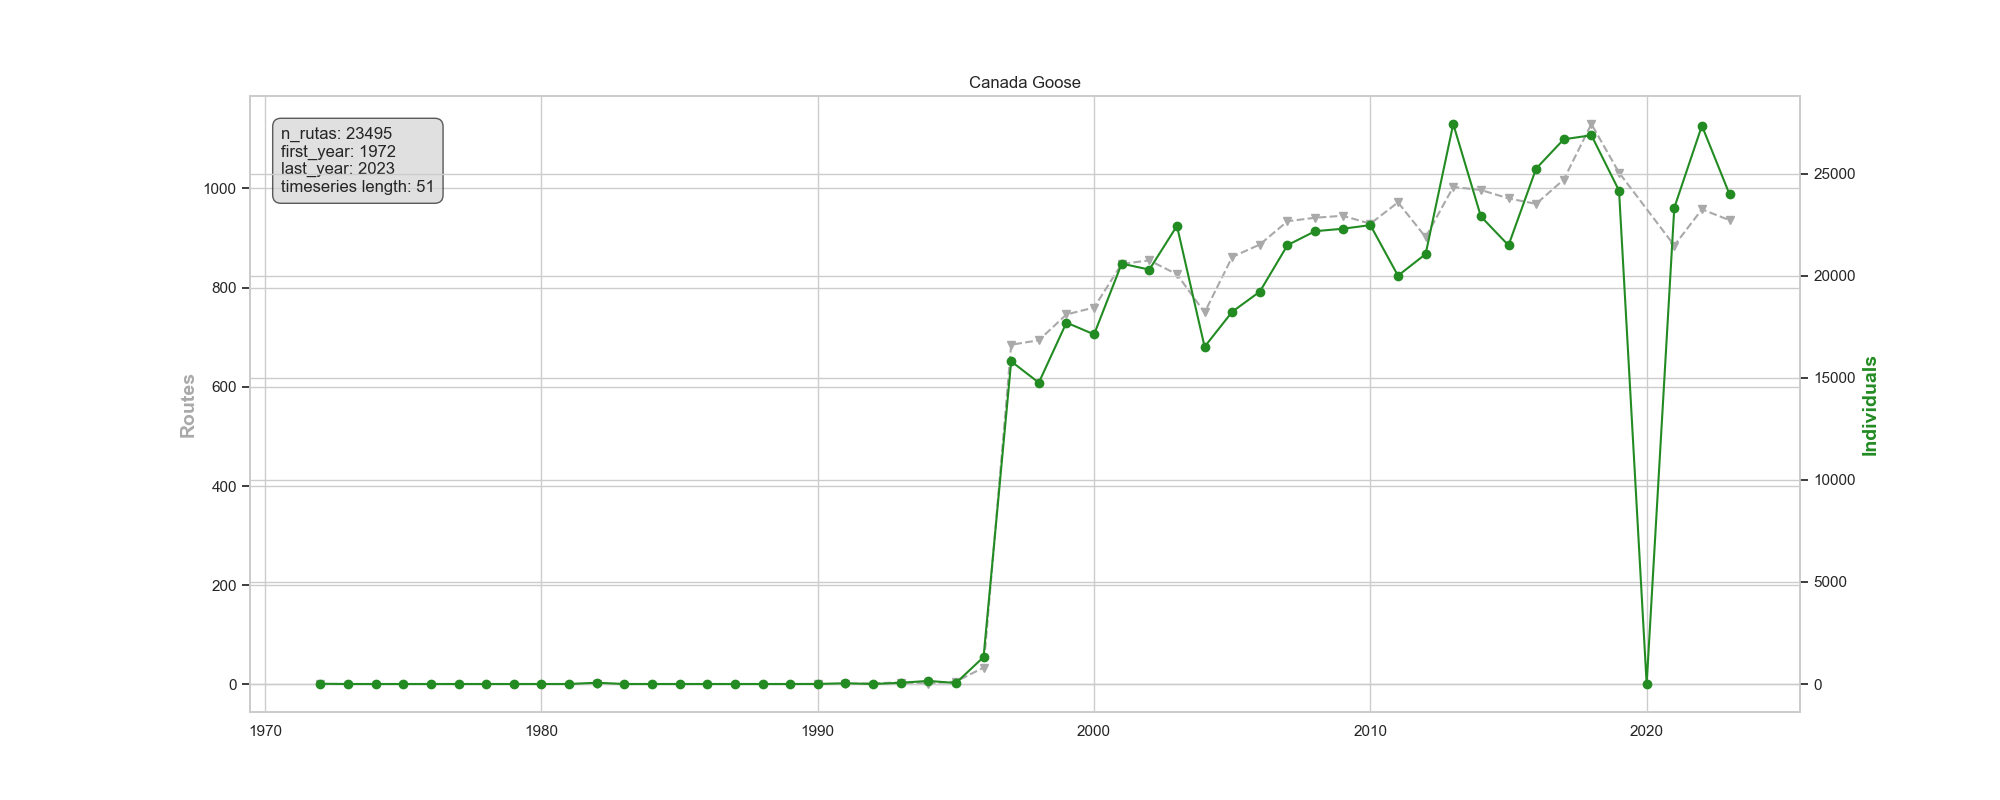 Canada Goose
n_rutas: 23495
first_year: 1972
last_year: 2023
timeseries length: 51
Routes
1000
800
600
400
200
0
25000
20000
15000
10000
5000
0
Individuals
1970 1980 1990 2000 2010 2020